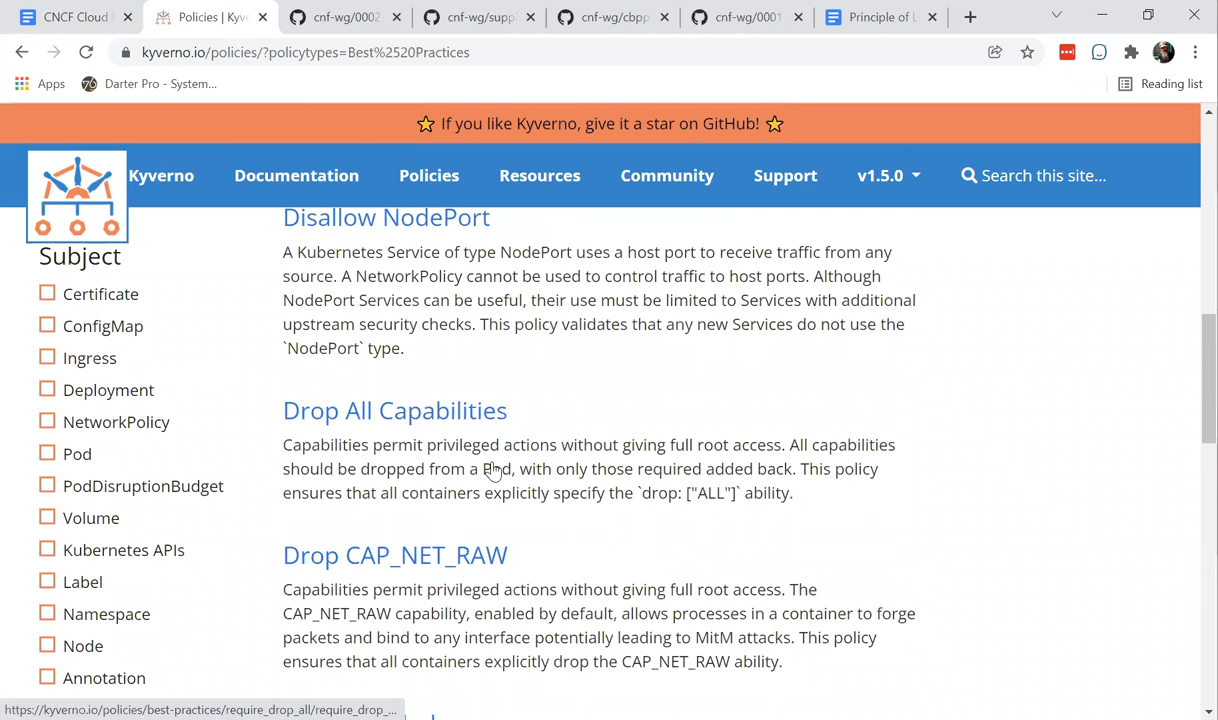 CNCF Cloud
Policies | Kyve
cnf-wg/0002
cnf-wg/supp
cnf-wg/cbpp
cnf-wg/0001
Principle of L
kyverno.io/policies/?policytypes=Best%2520Practices
Apps
Darter Pro - System...
Reading list
If you like Kyverno, give it a star on GitHub!
Kyverno
Documentation
Policies
Resources
Community
Support
v1.5.0
Search this site...
Subject
Certificate
ConfigMap
Ingress
Deployment
NetworkPolicy
Pod
PodDisruptionBudget
Volume
Kubernetes APIs
Label
Namespace
Node
Annotation
Disallow NodePort
A Kubernetes Service of type NodePort uses a host port to receive traffic from any
source. A NetworkPolicy cannot be used to control traffic to host ports. Although
NodePort Services can be useful, their use must be limited to Services with additional
upstream security checks. This policy validates that any new Services do not use the
`NodePort` type.
Drop All Capabilities
Capabilities permit privileged actions without giving full root access. All capabilities
should be dropped from a Pod, with only those required added back. This policy
ensures that all containers explicitly specify the `drop: ["ALL"]` ability.
Drop CAP_NET_RAW
Capabilities permit privileged actions without giving full root access. The
CAP_NET_RAW capability, enabled by default, allows processes in a container to forge
packets and bind to any interface potentially leading to MitM attacks. This policy
ensures that all containers explicitly drop the CAP_NET_RAW ability.
https://kyverno.io/policies/best-practices/require_drop_all/require_drop_...